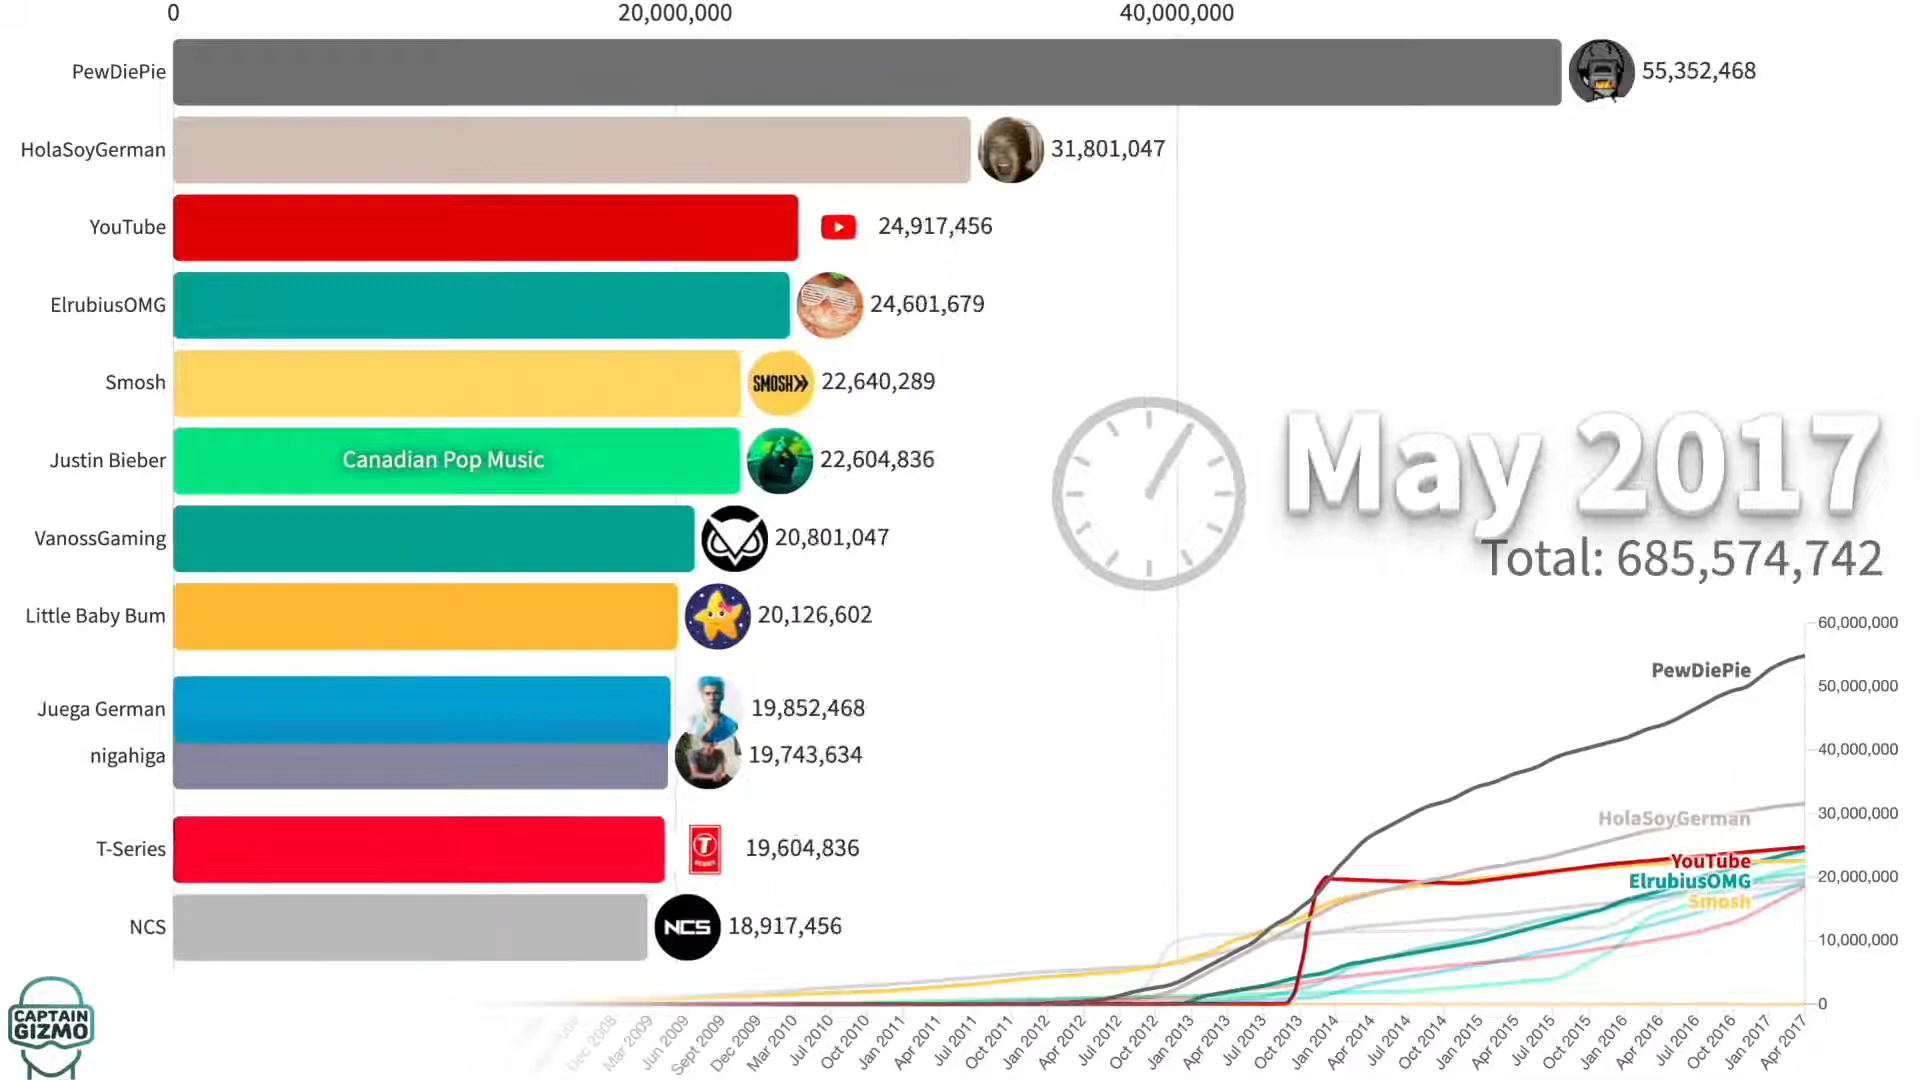 0 20,000,000 40,000,000
PewDiePie 55,352,468
HolaSoyGerman 31,801,047
YouTube 24,917,456
ElrubiusOMG 24,601,679
Smosh SMOSH 22,640,289
Justin Bieber Canadian Pop Music 22,604,836
VanossGaming 20,801,047
Little Baby Bum 20,126,602
Juega German 19,852,468
nigahiga 19,743,634
T-Series T SERIES 19,604,836
NCS NCS 18,917,456
May 2017
Total: 685,574,742
60,000,000
PewDiePie
50,000,000
40,000,000
HolaSoyGerman
30,000,000
YouTube
ElrubiusOMG
20,000,000
Smosh
10,000,000
0
Dec 2008 Mar 2009 Jun 2009 Sept 2009 Dec 2009 Mar 2010 Jul 2010 Oct 2010 Jan 2011 Apr 2011 Jul 2011 Oct 2011 Jan 2012 Apr 2012 Jul 2012 Oct 2012 Jan 2013 Apr 2013 Jul 2013 Oct 2013 Jan 2014 Apr 2014 Jul 2014 Oct 2014 Jan 2015 Apr 2015 Jul 2015 Oct 2015 Jan 2016 Apr 2016 Jul 2016 Oct 2016 Jan 2017 Apr 2017
CAPTAIN
GIZMO